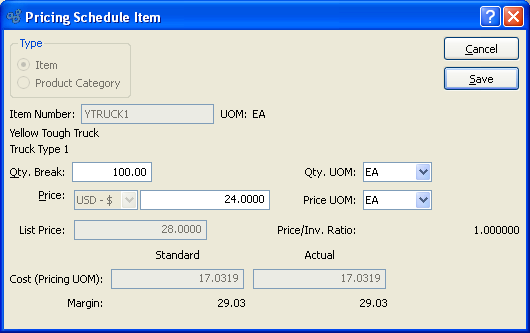 Pricing Schedule Item
Type
Item
Product Category
Cancel
Save
Item Number: YTRUCK1 UOM: EA
Yellow Tough Truck
Truck Type 1
Qty. Break: 100.00 Qty. UOM: EA
Price: USD - $ 24.0000 Price UOM: EA
List Price: 28.0000 Price/Inv. Ratio: 1.000000
Standard Actual
Cost (Pricing UOM): 17.0319 17.0319
Margin: 29.03 29.03